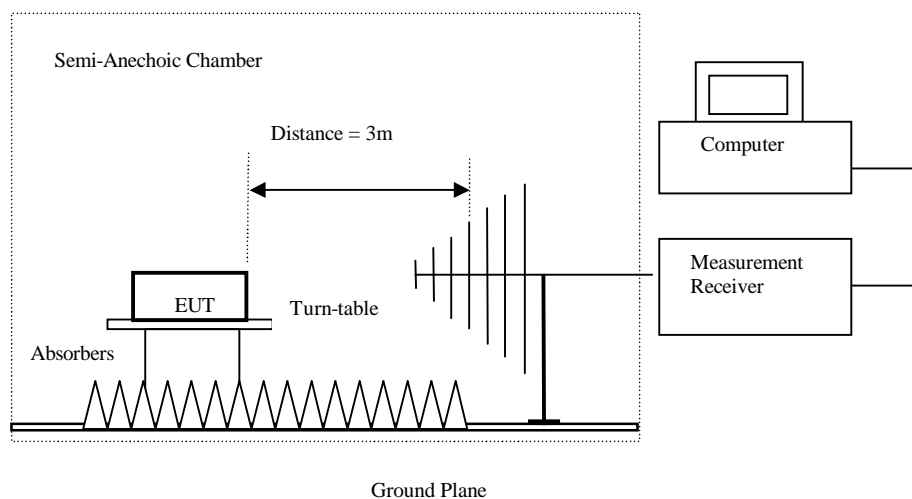 Semi-Anechoic Chamber
Distance = 3m
Computer
Measurement
Receiver
EUT
Turn-table
Absorbers
Ground Plane